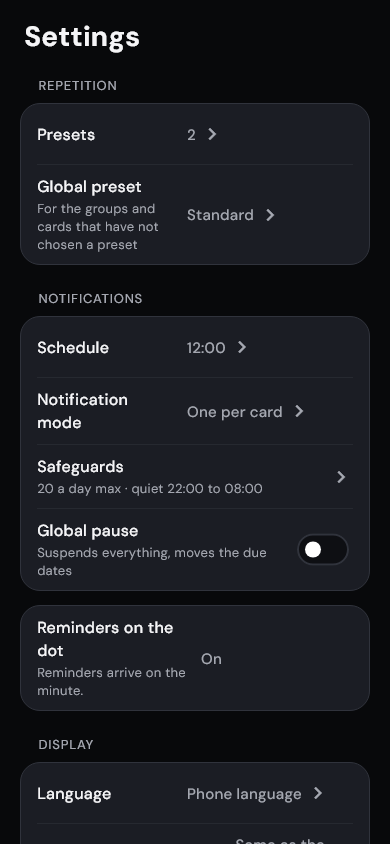 Settings
REPETITION
Presets
2
Global preset
For the groups and
cards that have not
chosen a preset
Standard
NOTIFICATIONS
Schedule
12:00
Notification
mode
One per card
Safeguards
20 a day max · quiet 22:00 to 08:00
Global pause
Suspends everything, moves the due
dates
Reminders on the
dot
Reminders arrive on the
minute.
On
DISPLAY
Language
Phone language
Same as the